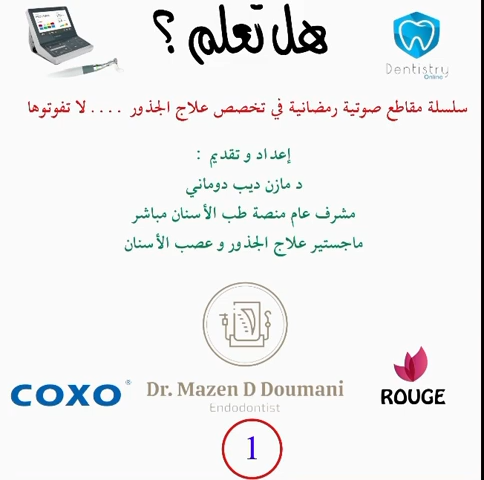 هل تعلم ؟
Dentistry
Online
سلسلة مقاطع صوتية رمضانية في تخصص علاج الجذور .... لا تفوتوها
إعداد و تقديم :
د مازن ديب دوماني
مشرف عام منصة طب الأسنان مباشر
ماجستير علاج الجذور و عصب الأسنان
COXO®
Dr. Mazen D Doumani
Endodontist
ROUGE
1